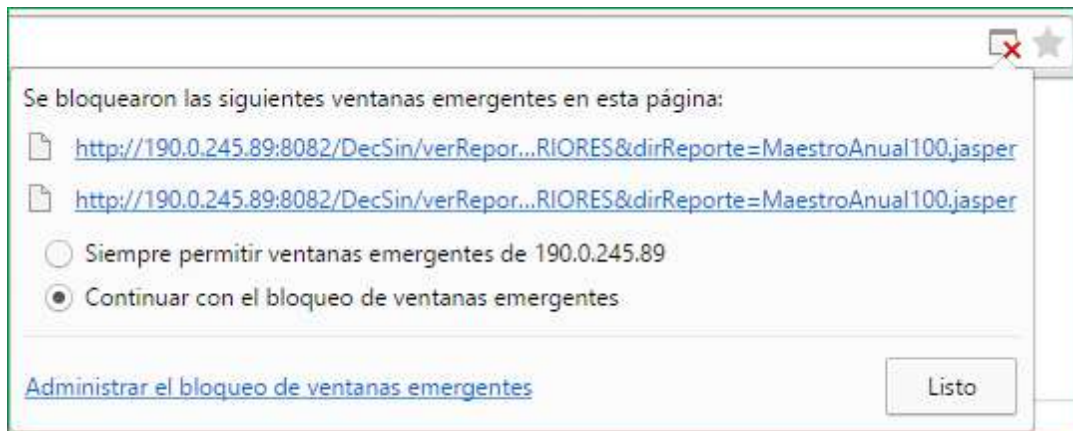 Se bloquearon las siguientes ventanas emergentes en esta página:
http://190.0.245.89:8082/DecSin/verRepor...RIORES&dirReporte=MaestroAnual100.jasper
http://190.0.245.89:8082/DecSin/verRepor...RIORES&dirReporte=MaestroAnual100.jasper
Siempre permitir ventanas emergentes de 190.0.245.89
Continuar con el bloqueo de ventanas emergentes
Administrar el bloqueo de ventanas emergentes
Listo